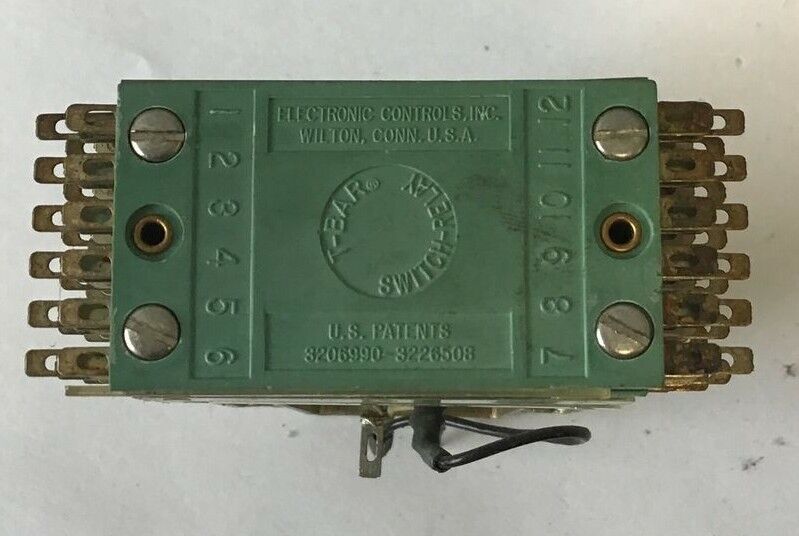 ELECTRONIC CONTROLS, INC.
WILTON, CONN. U.S.A.
1
2
3
4
5
6
12
11
10
9
8
7
T-BAR®
SWITCH RELAY
U.S. PATENTS
3206990-3226508